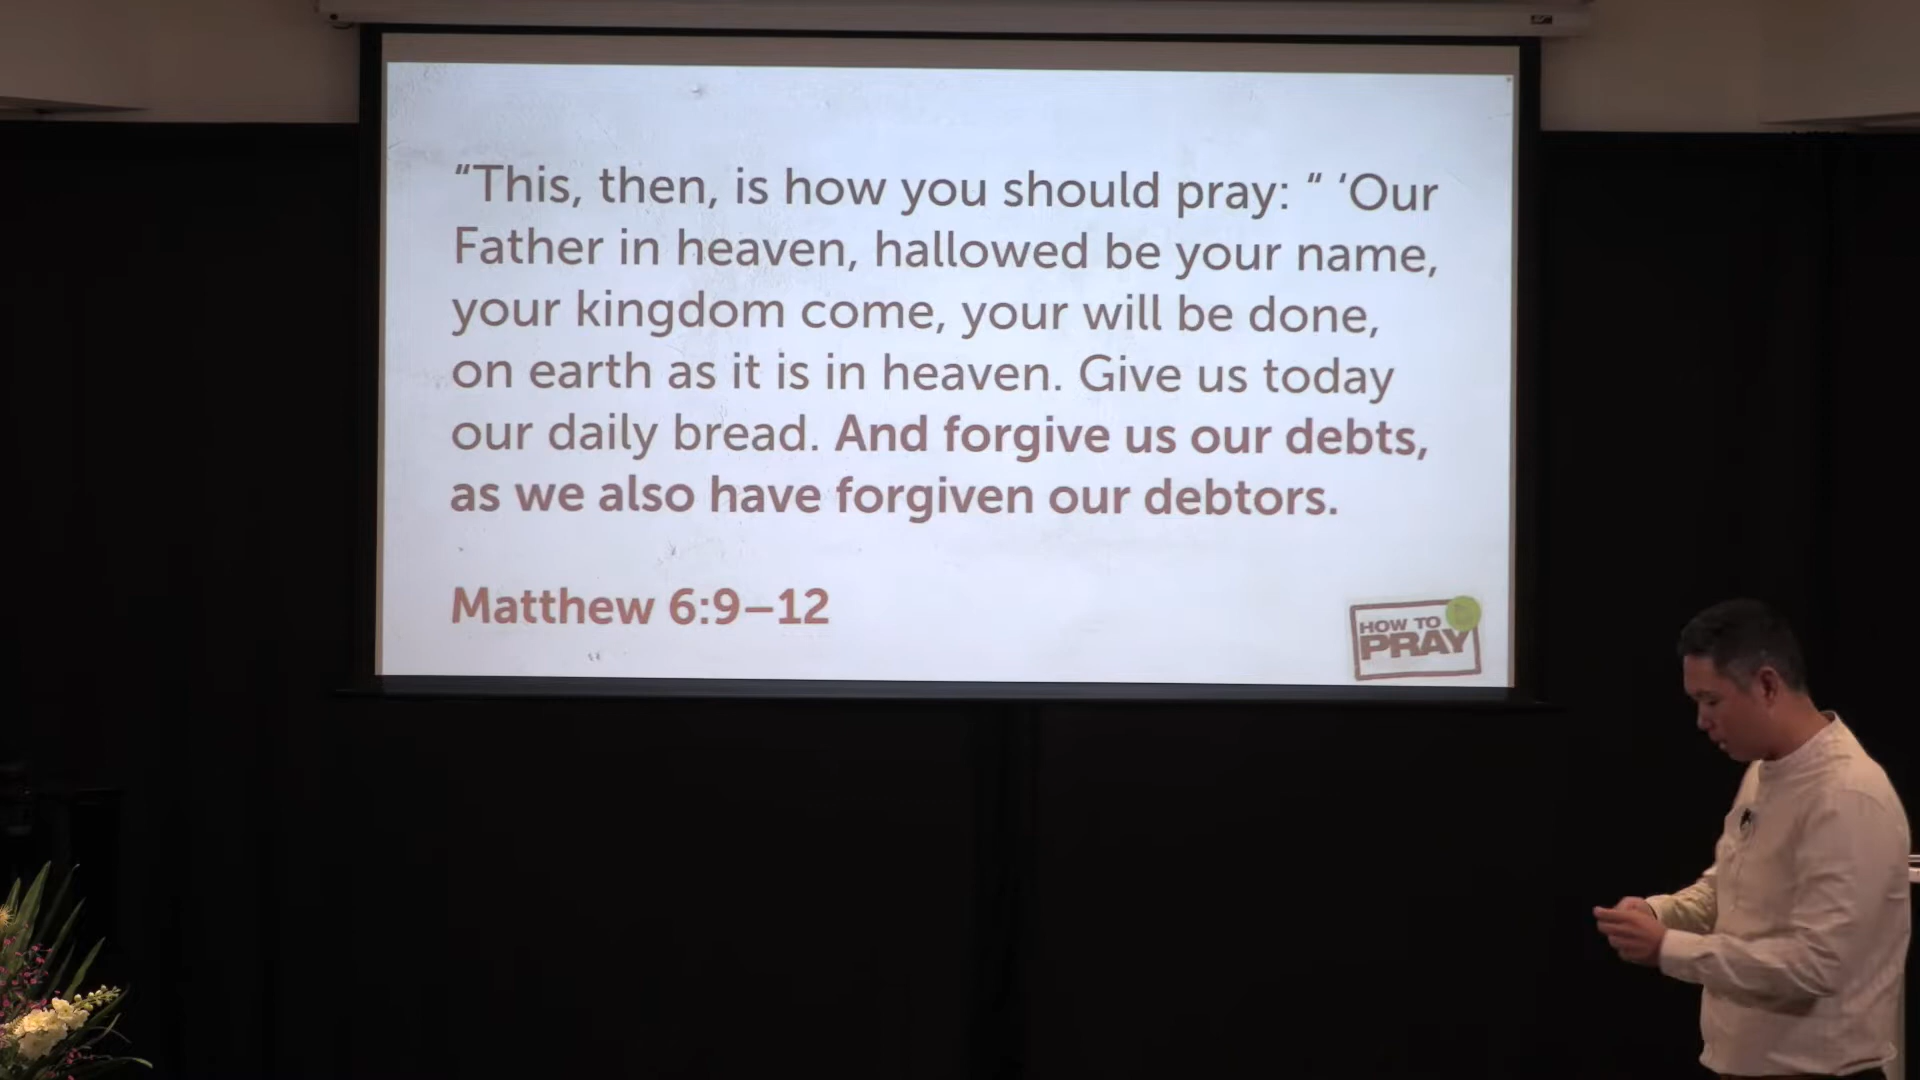 “This, then, is how you should pray: “ ‘Our
Father in heaven, hallowed be your name,
your kingdom come, your will be done,
on earth as it is in heaven. Give us today
our daily bread. And forgive us our debts,
as we also have forgiven our debtors.
Matthew 6:9–12
HOW TO
PRAY